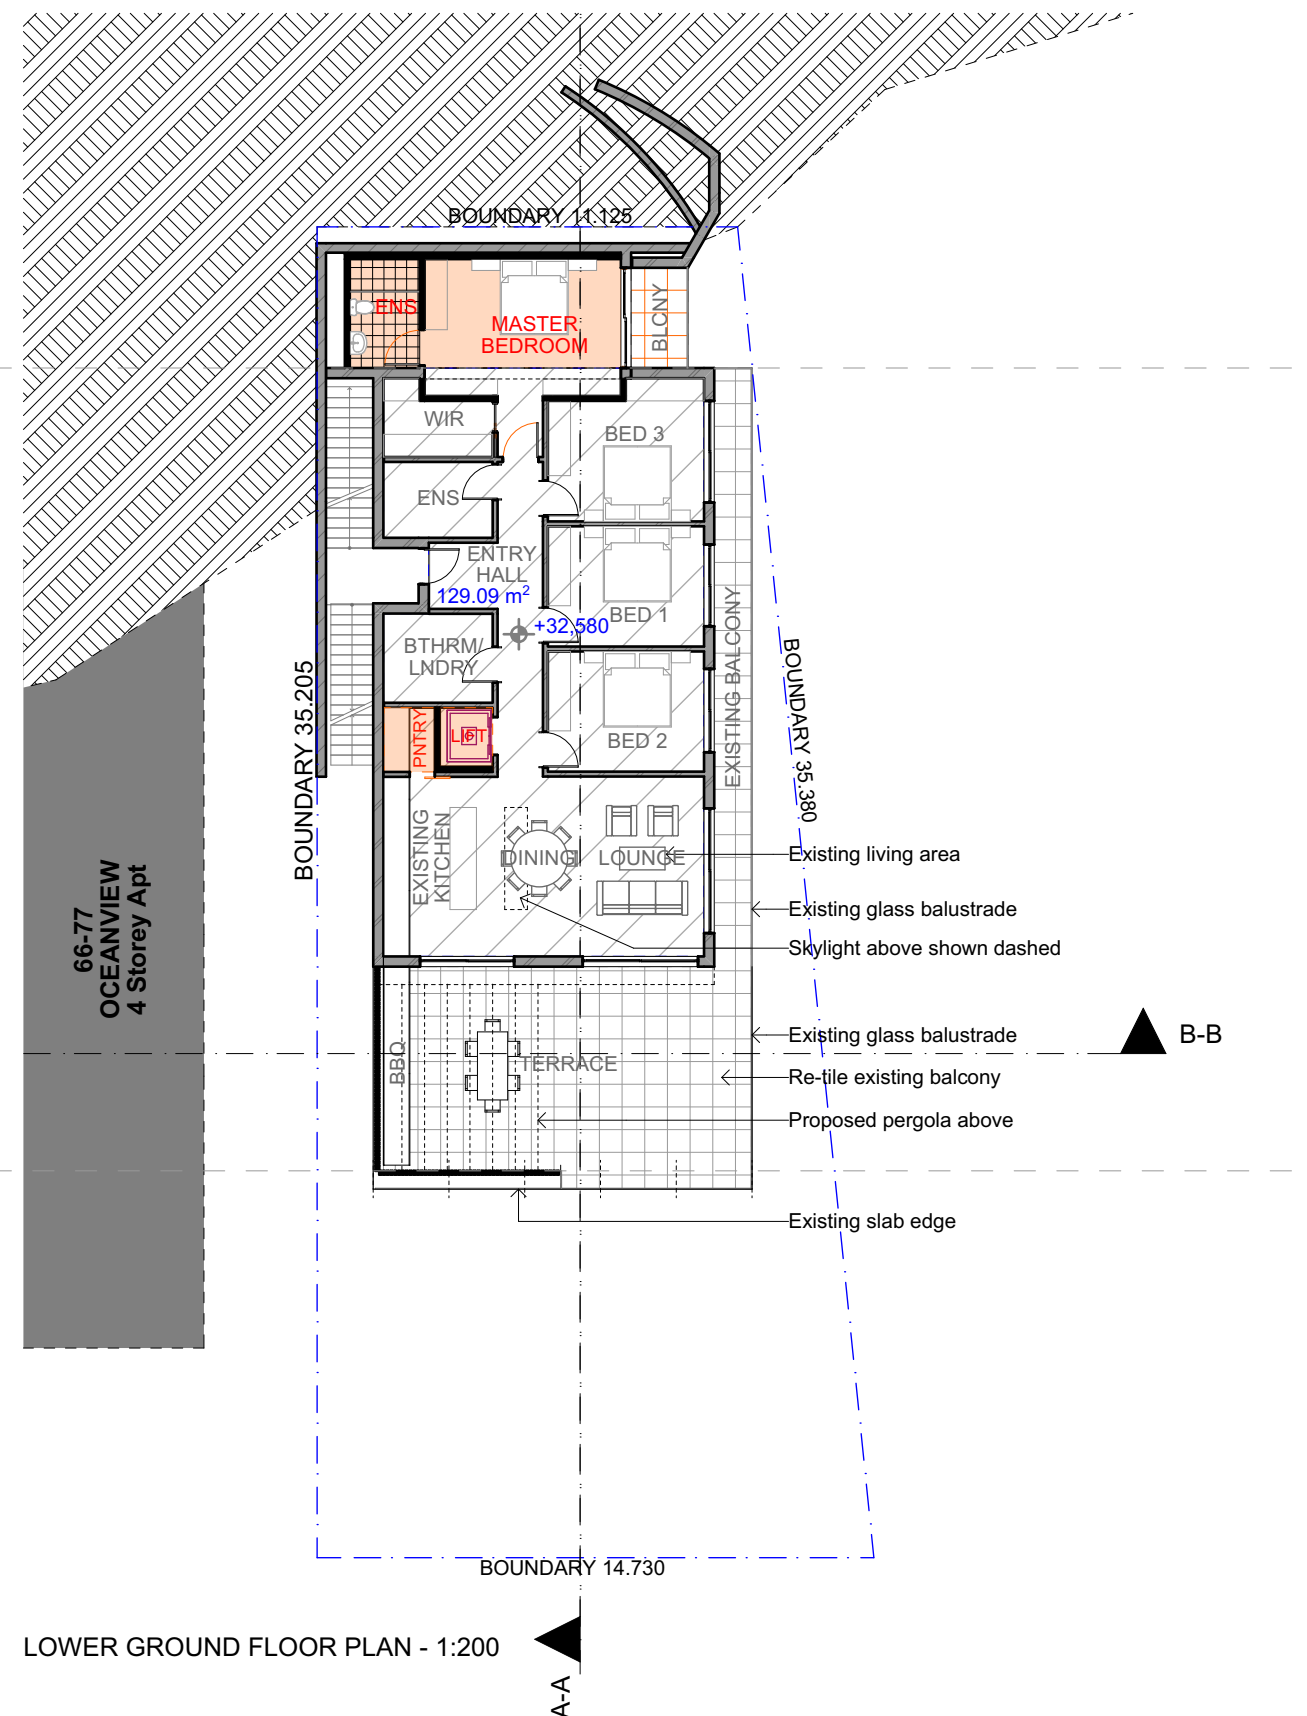 BOUNDARY 11.125
ENS
MASTER
BEDROOM
BLCNY
WIR
BED 3
ENS
ENTRY
HALL
129.09 m²
+32,580
BED 1
BTHRM/
LNDRY
BOUNDARY 35.205
EXISTING BALCONY
BOUNDARY 35.380
PNTRY
LIFT
BED 2
EXISTING
KITCHEN
DINING
LOUNGE
Existing living area
Existing glass balustrade
Skylight above shown dashed
66-77
OCEANVIEW
4 Storey Apt
BBQ
TERRACE
Existing glass balustrade
B-B
Re-tile existing balcony
Proposed pergola above
Existing slab edge
BOUNDARY 14.730
LOWER GROUND FLOOR PLAN - 1:200
A-A